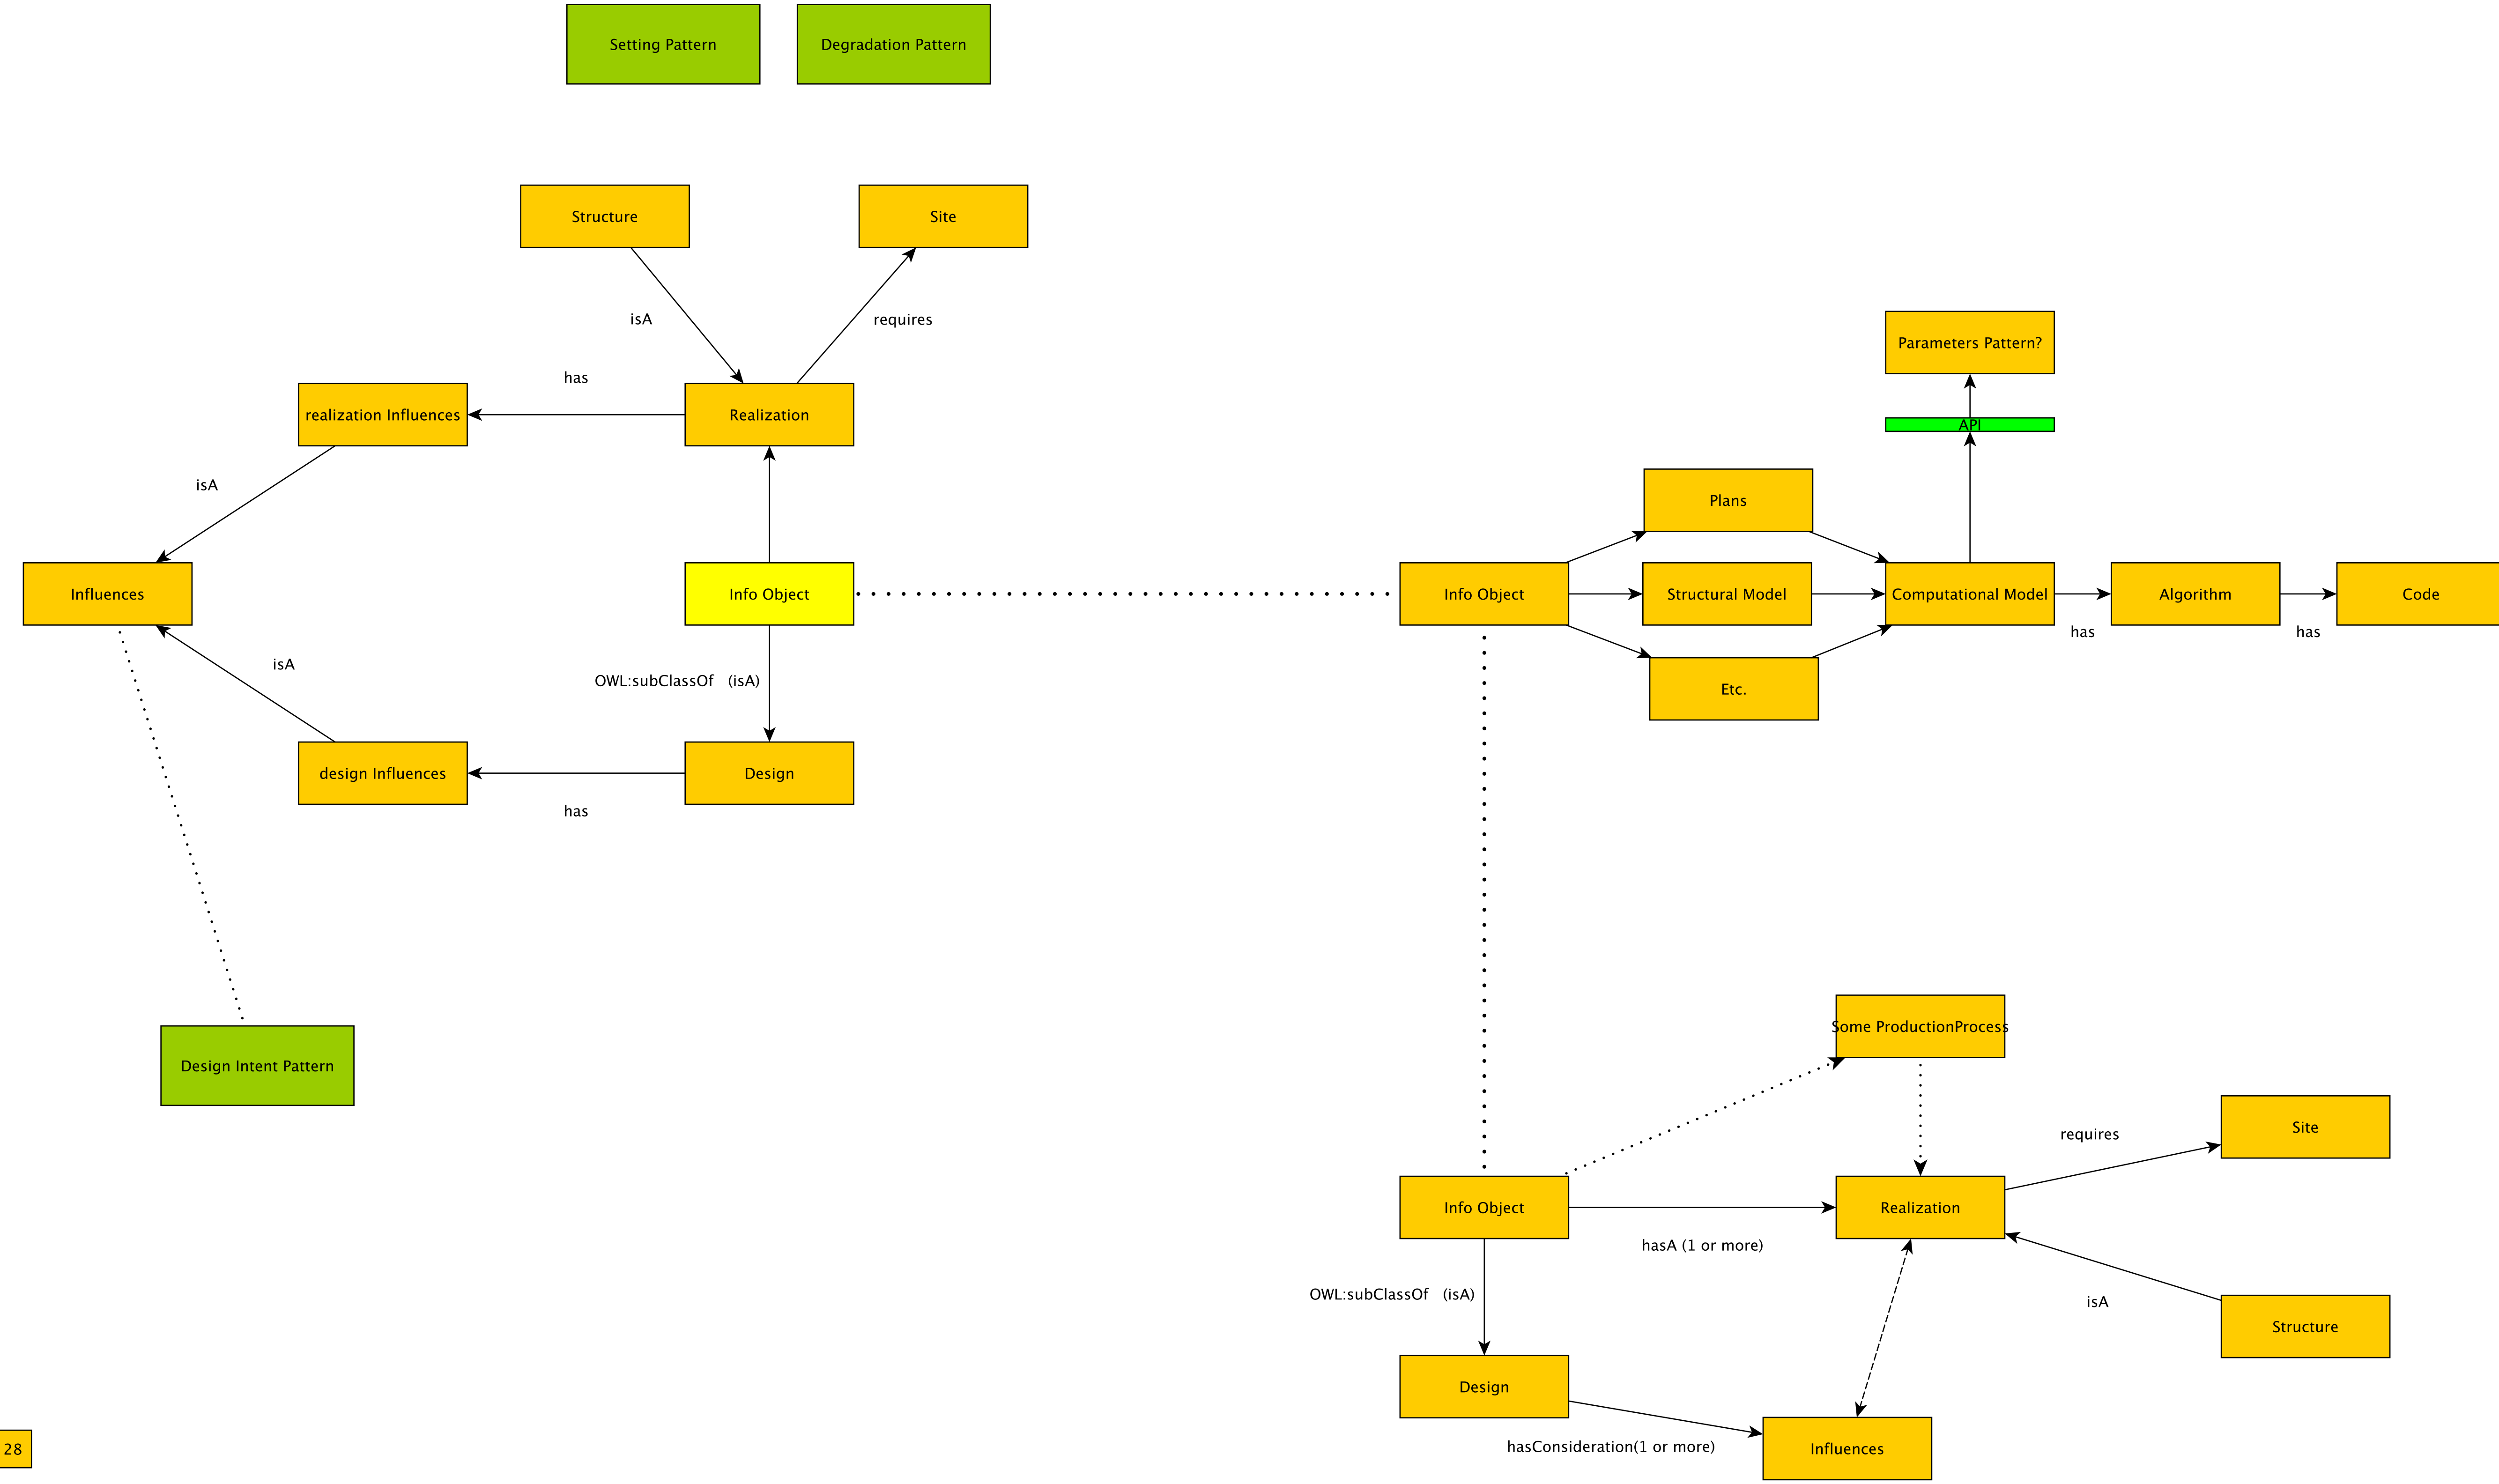 Setting Pattern
Degradation Pattern
Structure
Site
isA
requires
has
realization Influences
Realization
isA
Influences
Info Object
isA
OWL:subClassOf (isA)
design Influences
Design
has
Design Intent Pattern
Parameters Pattern?
API
Plans
Info Object
Structural Model
Computational Model
Algorithm
Code
has
has
Etc.
Some ProductionProcess
Site
requires
Info Object
Realization
hasA (1 or more)
OWL:subClassOf (isA)
isA
Structure
Design
hasConsideration(1 or more)
Influences
28